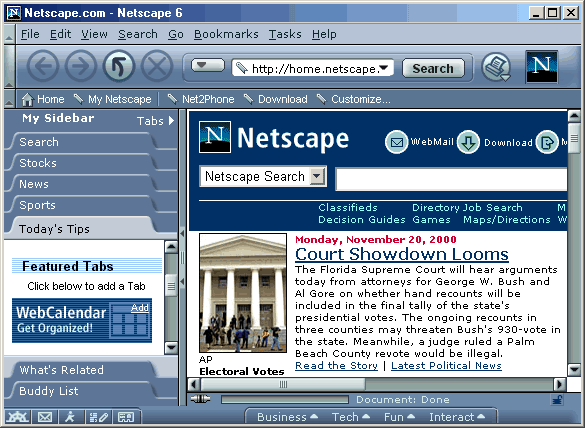 Netscape.com - Netscape 6
File Edit View Search Go Bookmarks Tasks Help
http://home.netscape. Search N
Home My Netscape Net2Phone Download Customize...
My Sidebar Tabs
Search
Stocks
News
Sports
Today's Tips
Featured Tabs
Click below to add a Tab
WebCalendar Add
Get Organized!
What's Related
Buddy List
N Netscape WebMail Download M
Netscape Search
Classifieds Directory Job Search M
Decision Guides Games Maps/Directions W
Monday, November 20, 2000
Court Showdown Looms
The Florida Supreme Court will hear arguments
today from attorneys for George W. Bush and
Al Gore on whether hand recounts will be
included in the final tally of the state's
presidential votes. The ongoing recounts in
three counties may threaten Bush's 930-vote in
the state. Meanwhile, a judge ruled a Palm
Beach County revote would be illegal.
Read the Story | Latest Political News
AP
Electoral Votes
Document: Done
Business Tech Fun Interact